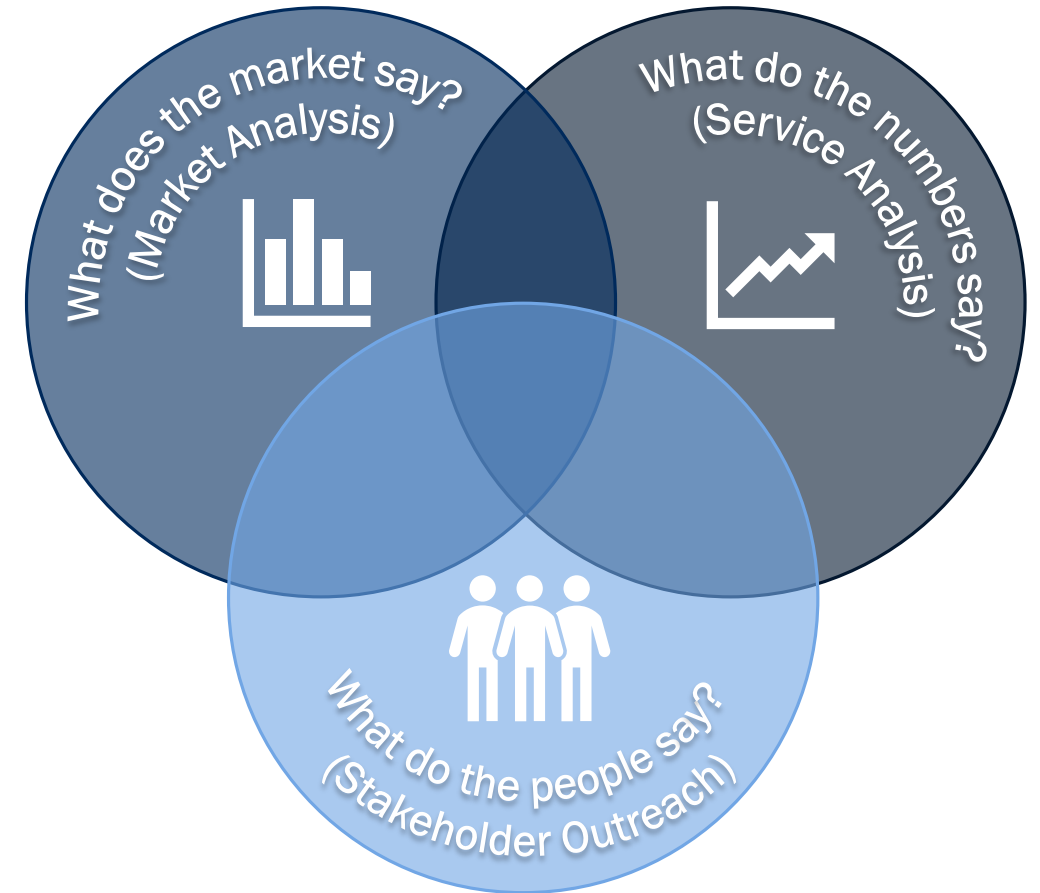 What does the market say?
(Market Analysis)
What do the numbers say?
(Service Analysis)
What do the people say?
(Stakeholder Outreach)